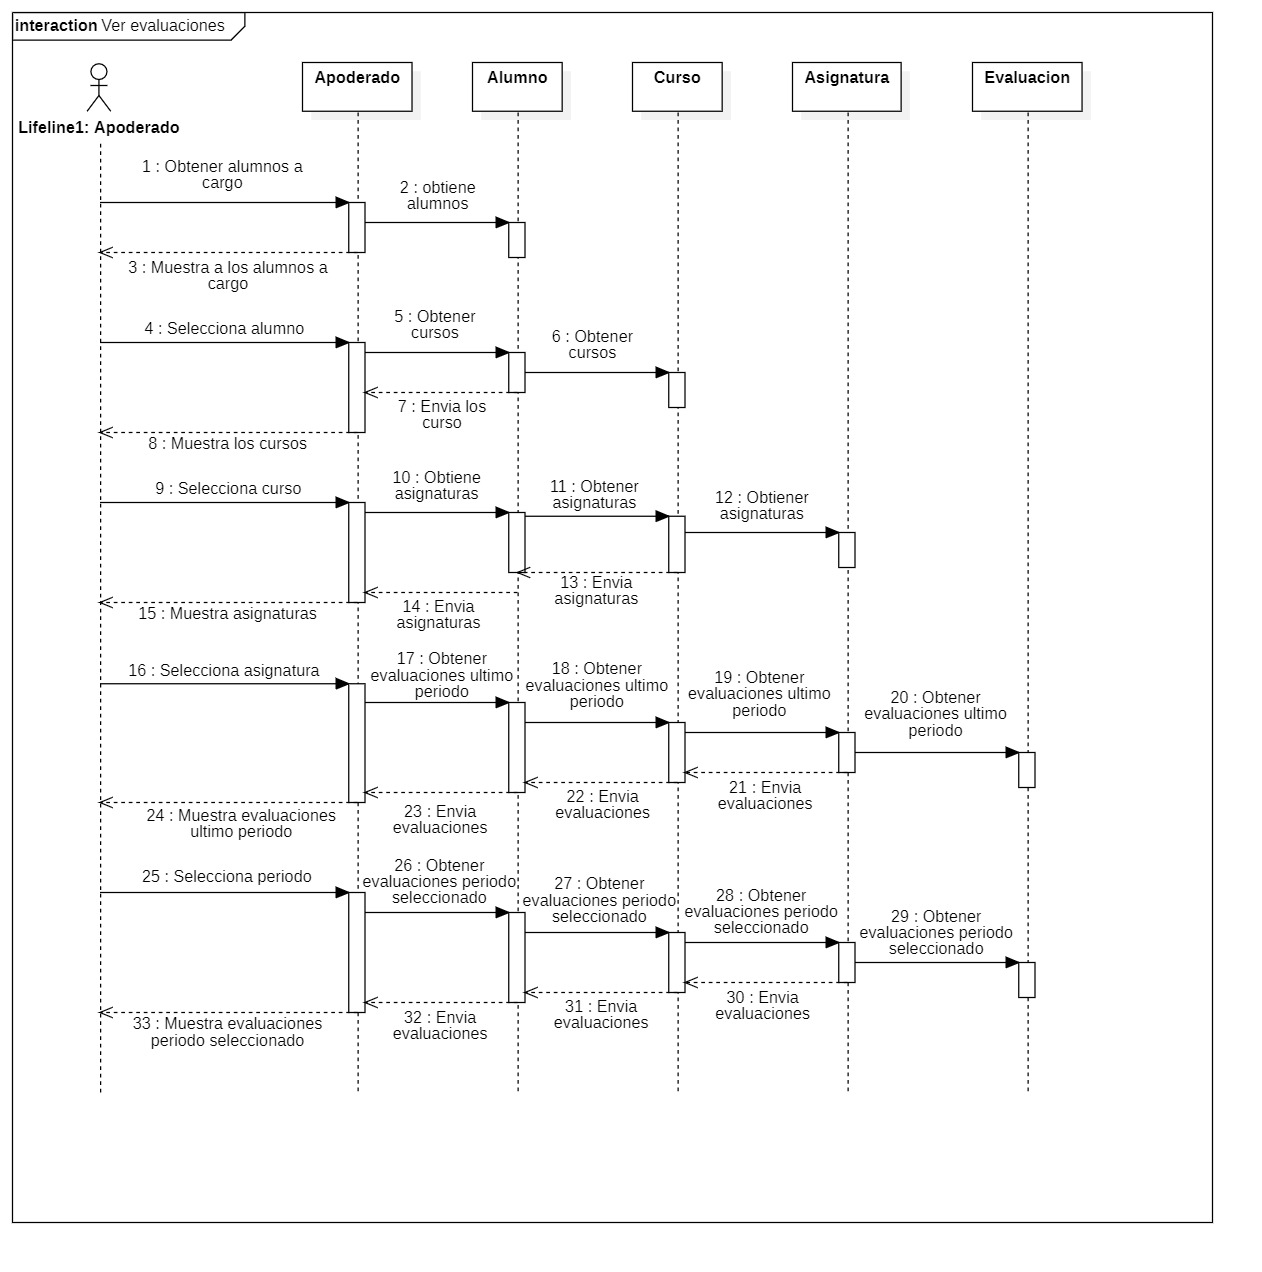 interaction Ver evaluaciones
Apoderado
Alumno
Curso
Asignatura
Evaluacion
Lifeline1: Apoderado
1 : Obtener alumnos a
cargo
2 : obtiene
alumnos
3 : Muestra a los alumnos a
cargo
4 : Selecciona alumno
5 : Obtener
cursos
6 : Obtener
cursos
7 : Envia los
curso
8 : Muestra los cursos
9 : Selecciona curso
10 : Obtiene
asignaturas
11 : Obtener
asignaturas
12 : Obtiener
asignaturas
13 : Envia
asignaturas
14 : Envia
asignaturas
15 : Muestra asignaturas
16 : Selecciona asignatura
17 : Obtener
evaluaciones ultimo
periodo
18 : Obtener
evaluaciones ultimo
periodo
19 : Obtener
evaluaciones ultimo
periodo
20 : Obtener
evaluaciones ultimo
periodo
21 : Envia
evaluaciones
22 : Envia
evaluaciones
23 : Envia
evaluaciones
24 : Muestra evaluaciones
ultimo periodo
25 : Selecciona periodo
26 : Obtener
evaluaciones periodo
seleccionado
27 : Obtener
evaluaciones periodo
seleccionado
28 : Obtener
evaluaciones periodo
seleccionado
29 : Obtener
evaluaciones periodo
seleccionado
30 : Envia
evaluaciones
31 : Envia
evaluaciones
32 : Envia
evaluaciones
33 : Muestra evaluaciones
periodo seleccionado